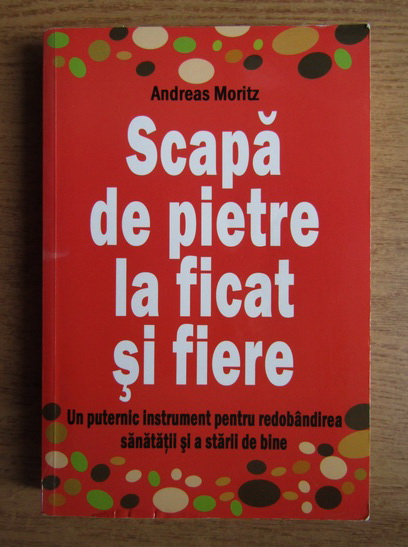 Andreas Moritz
Scapă
de pietre
la ficat
şi fiere
Un puternic instrument pentru redobândirea
sănătăţii şi a stării de bine